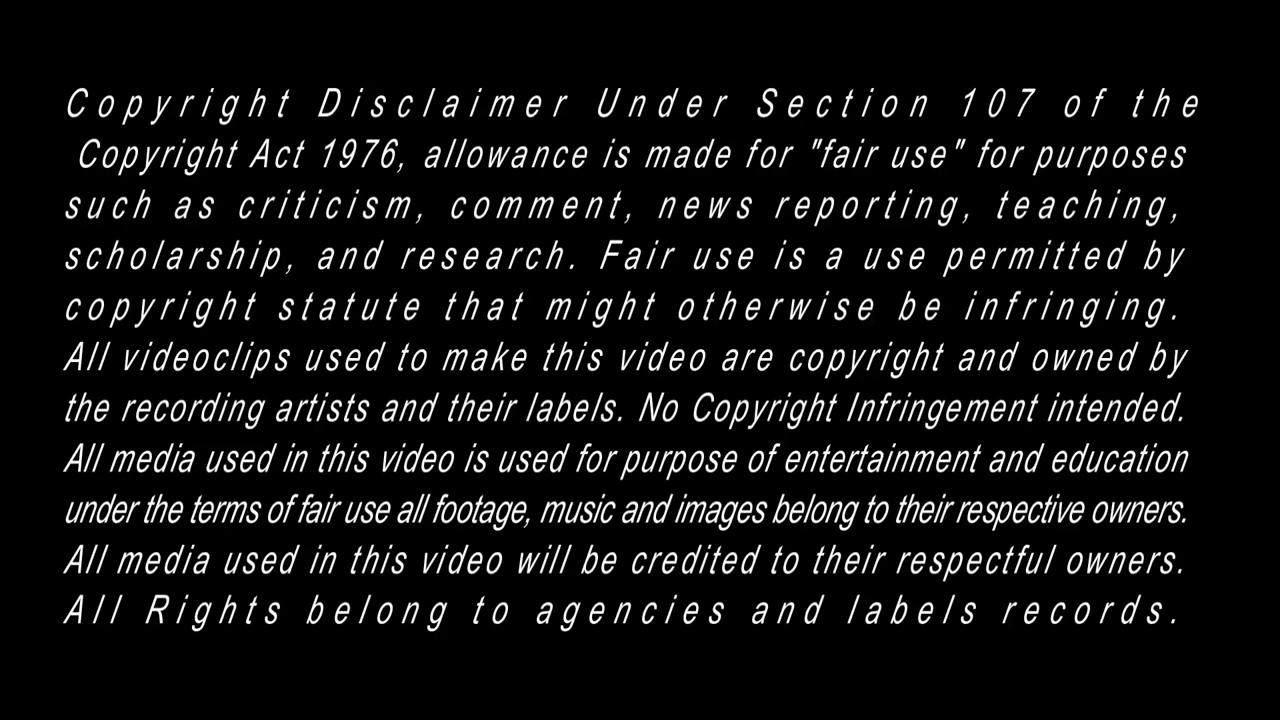 Copyright Disclaimer Under Section 107 of the
Copyright Act 1976, allowance is made for "fair use" for purposes
such as criticism, comment, news reporting, teaching,
scholarship, and research. Fair use is a use permitted by
copyright statute that might otherwise be infringing.
All videoclips used to make this video are copyright and owned by
the recording artists and their labels. No Copyright Infringement intended.
All media used in this video is used for purpose of entertainment and education
under the terms of fair use all footage, music and images belong to their respective owners.
All media used in this video will be credited to their respectful owners.
All Rights belong to agencies and labels records.